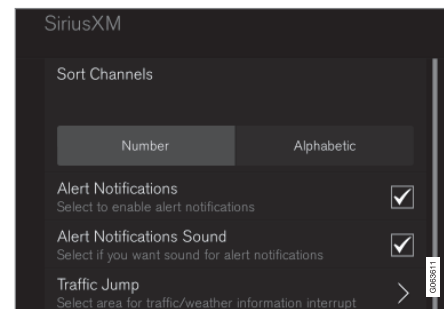 SiriusXM
Sort Channels
Number Alphabetic
Alert Notifications
Select to enable alert notifications
Alert Notifications Sound
Select if you want sound for alert notifications
Traffic Jump
Select area for traffic/weather information interrupt
G063611